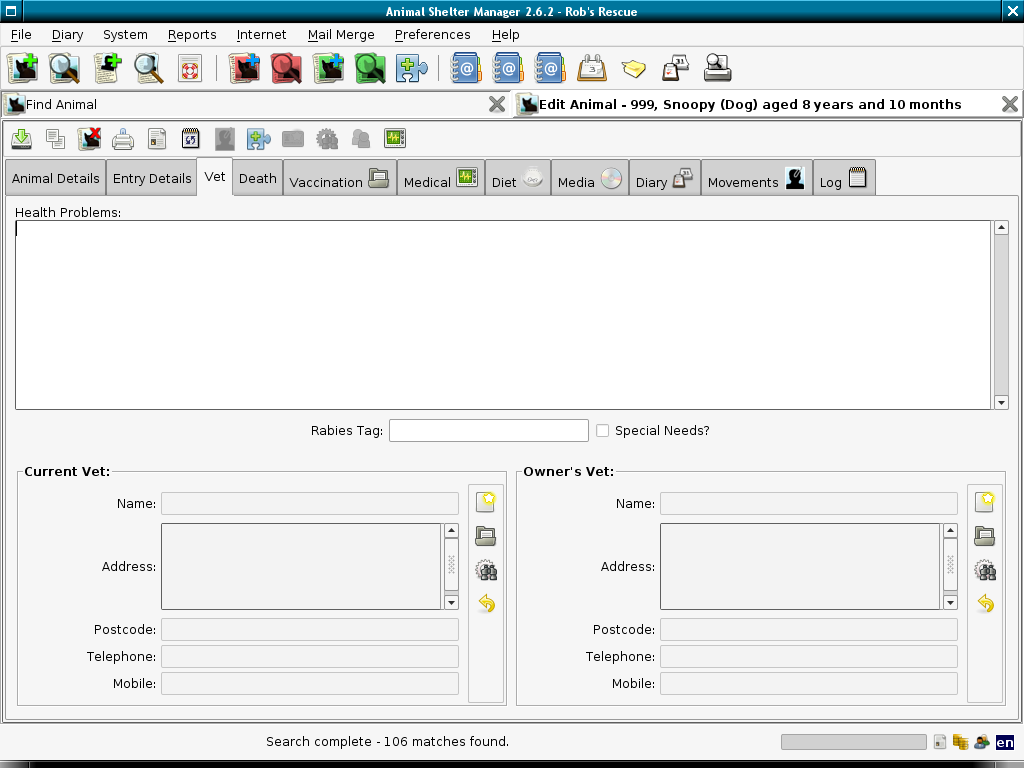 Animal Shelter Manager 2.6.2 - Rob's Rescue
File Diary System Reports Internet Mail Merge Preferences Help
Find Animal
Edit Animal - 999, Snoopy (Dog) aged 8 years and 10 months
Animal Details Entry Details Vet Death Vaccination Medical Diet Media Diary Movements Log
Health Problems:
Rabies Tag: Special Needs?
Current Vet:
Name:
Address:
Postcode:
Telephone:
Mobile:
Owner's Vet:
Name:
Address:
Postcode:
Telephone:
Mobile:
Search complete - 106 matches found.
en